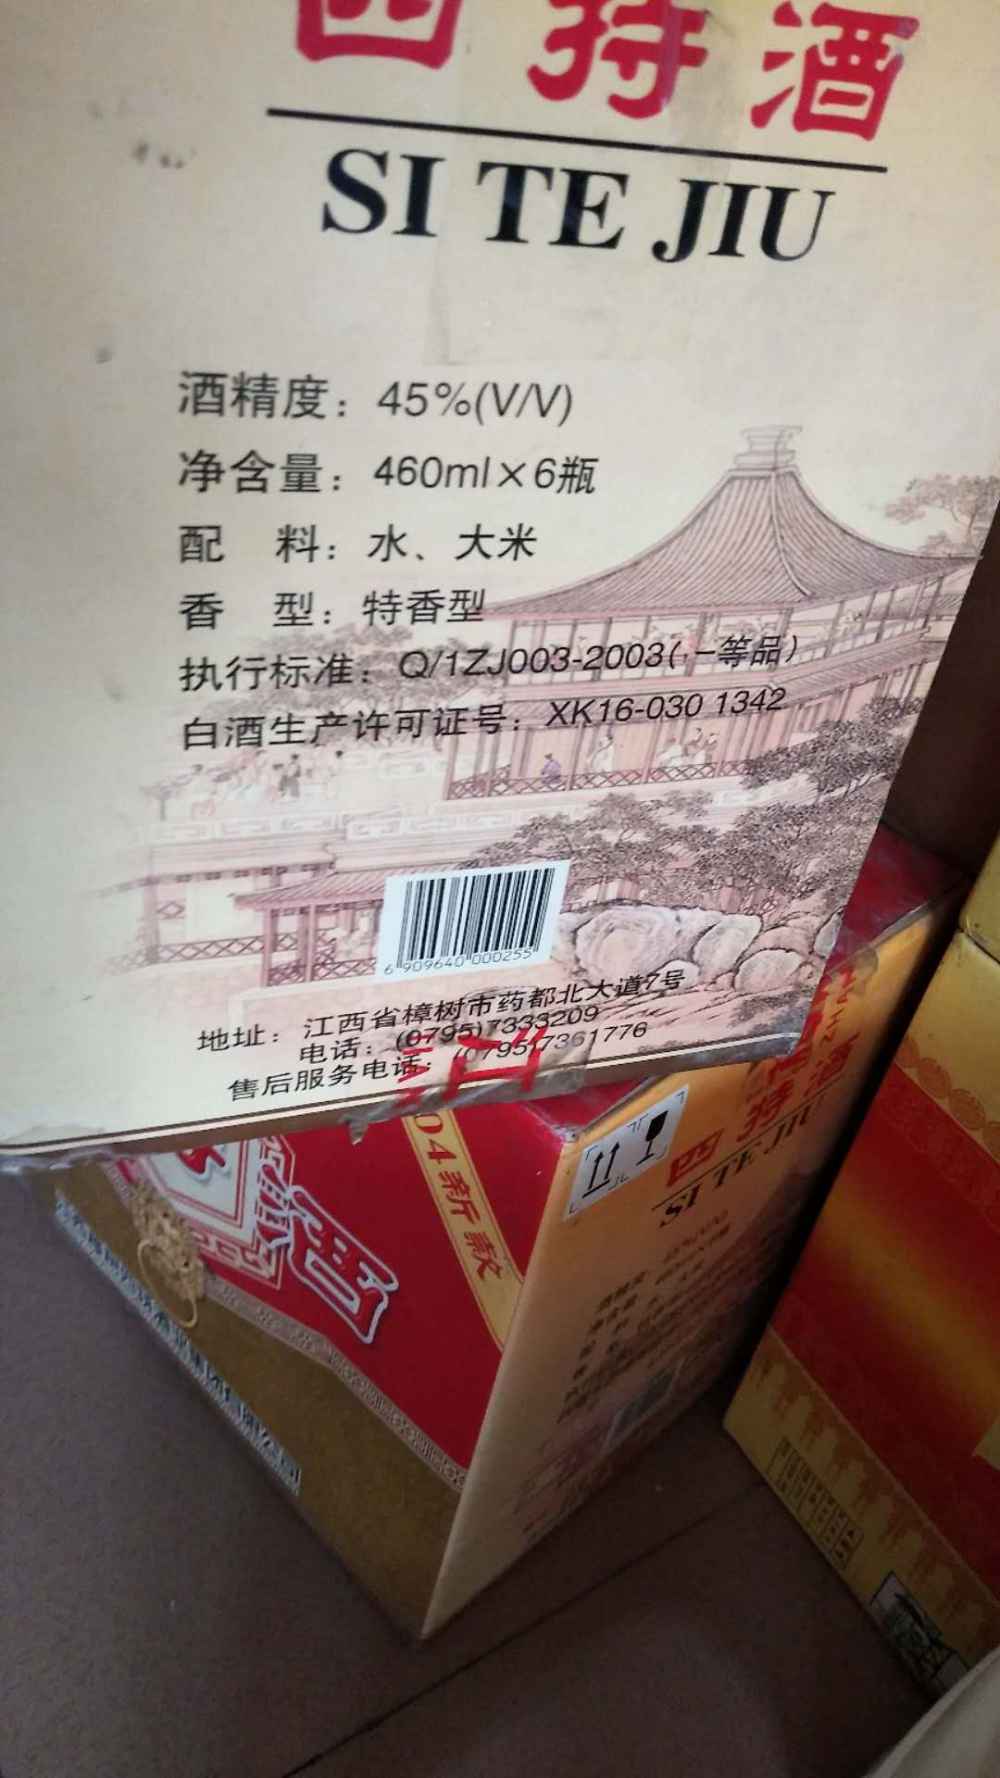 四特酒
SI TE JIU
酒精度：45%(V/V)
净含量：460ml×6瓶
配 料：水、大米
香 型：特香型
执行标准：Q/1ZJ003-2003(一等品)
白酒生产许可证号：XK16-030 1342
6 909640 000255
地址：江西省樟树市药都北大道7号
电话：(0795)7333209
售后服务电话：(0795)7361776
04新款
四特酒
SI TE JIU